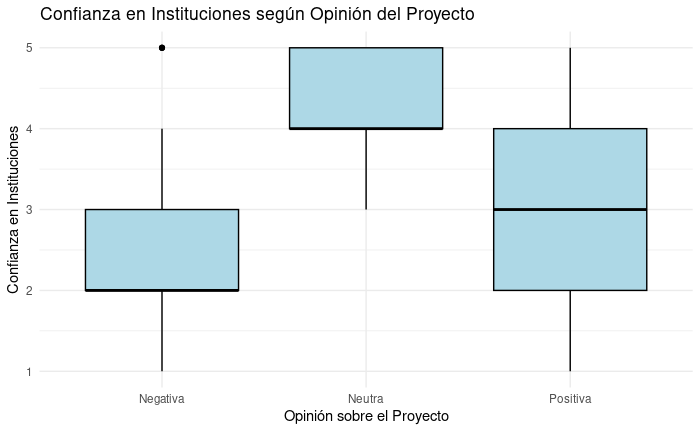 Confianza en Instituciones según Opinión del Proyecto
Confianza en Instituciones
5
4
3
2
1
Negativa
Neutra
Positiva
Opinión sobre el Proyecto